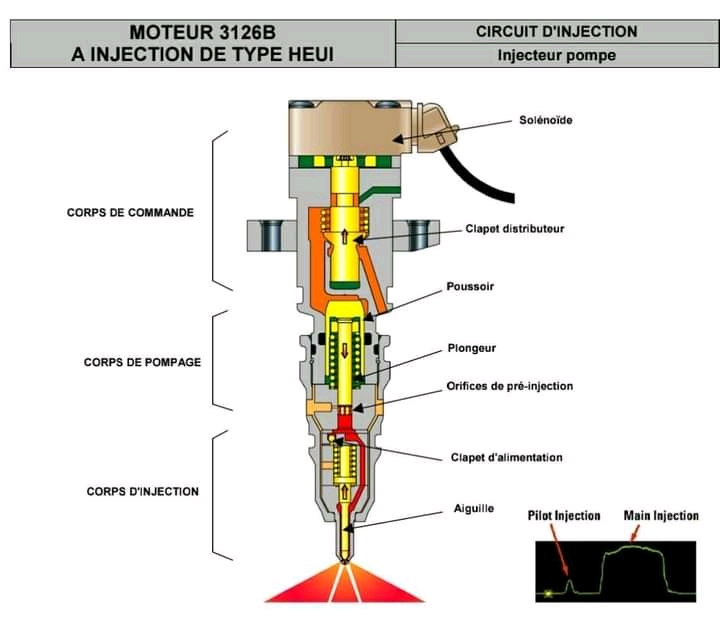 MOTEUR 3126B
A INJECTION DE TYPE HEUI
CIRCUIT D'INJECTION
Injecteur pompe
Solénoïde
CORPS DE COMMANDE
Clapet distributeur
Poussoir
CORPS DE POMPAGE
Plongeur
Orifices de pré-injection
Clapet d'alimentation
CORPS D'INJECTION
Aiguille
Pilot Injection
Main Injection